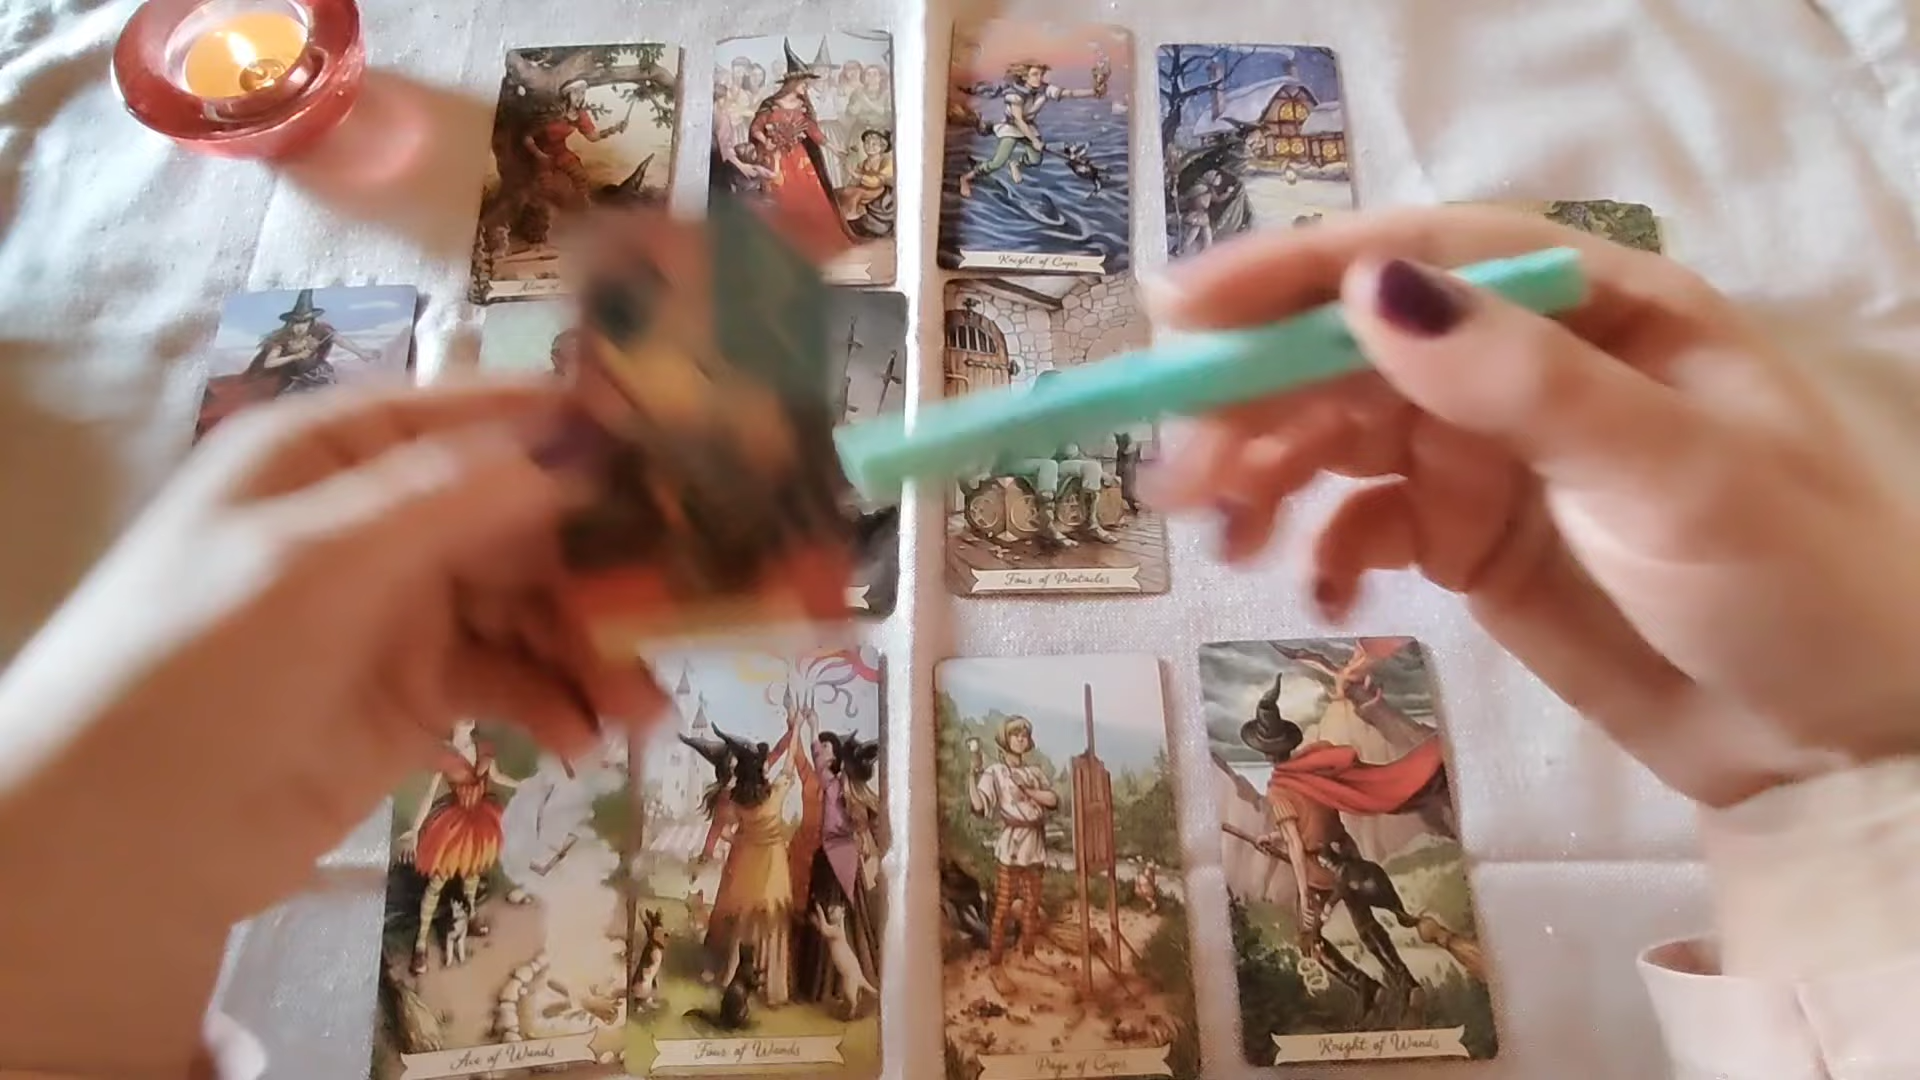 Knight of Cups
Four of Pentacles
Ace of Wands
Four of Wands
Page of Cups
Knight of Wands